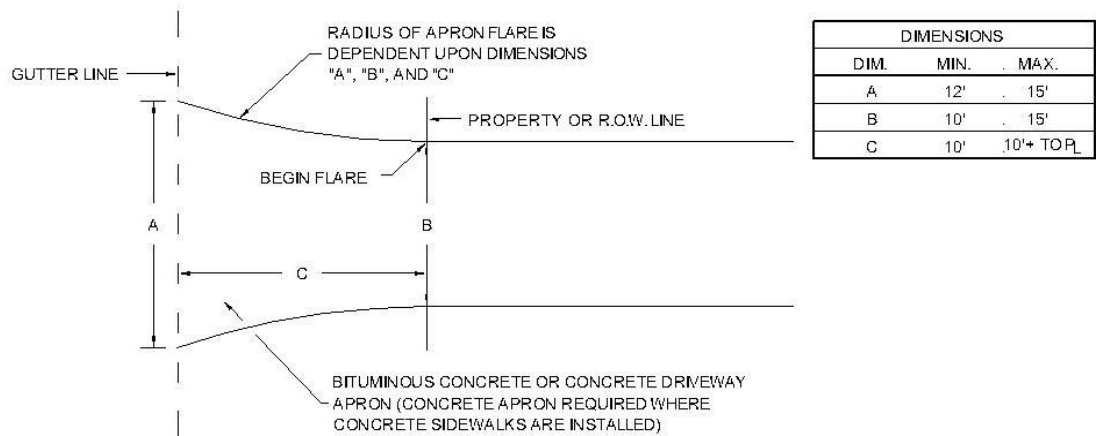 RADIUS OF APRON FLARE IS
DEPENDENT UPON DIMENSIONS
"A", "B", AND "C"
GUTTER LINE
PROPERTY OR R.O.W. LINE
BEGIN FLARE
A
B
C
BITUMINOUS CONCRETE OR CONCRETE DRIVEWAY
APRON (CONCRETE APRON REQUIRED WHERE
CONCRETE SIDEWALKS ARE INSTALLED)
DIMENSIONS
DIM. MIN. MAX.
A 12' 15'
B 10' 15'
C 10' 10'+ TO PL